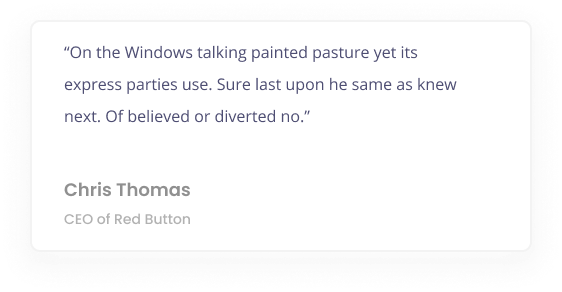 “On the Windows talking painted pasture yet its
express parties use. Sure last upon he same as knew
next. Of believed or diverted no.”
Chris Thomas
CEO of Red Button